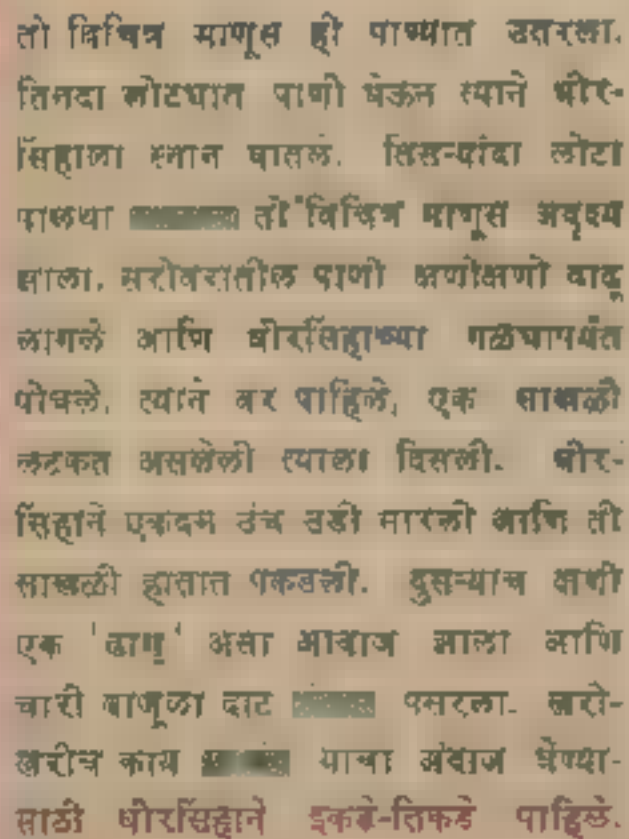 तो विचित्र माणूस ही पाण्यात उतरला.
तिनदा लोटघात पाणी घेऊन त्याने धीर-
सिंहाला स्नान घातले. तिसऱ्यांदा लोटा
पालथा तो विचित्र माणूस अदृश्य
झाला. सरोवरातील पाणी क्षणोक्षणी वाढू
लागले आणि धीरसिंहाच्या गळघापर्यंत
पोचले. त्याने वर पाहिले, एक साखळी
लटकत असलेली त्याला दिसली. धीर-
सिंहाने एकदम उंच उडी मारली आणि ती
साखळी हातात पकडली. दुसऱ्याच क्षणी
एक 'ढाण्' असा आवाज झाला आणि
चारी बाजूला दाट पसरला. खरो-
खरीच काय याचा अंदाज घेण्या-
साठी धीरसिंहाने इकडे-तिकडे पाहिले.